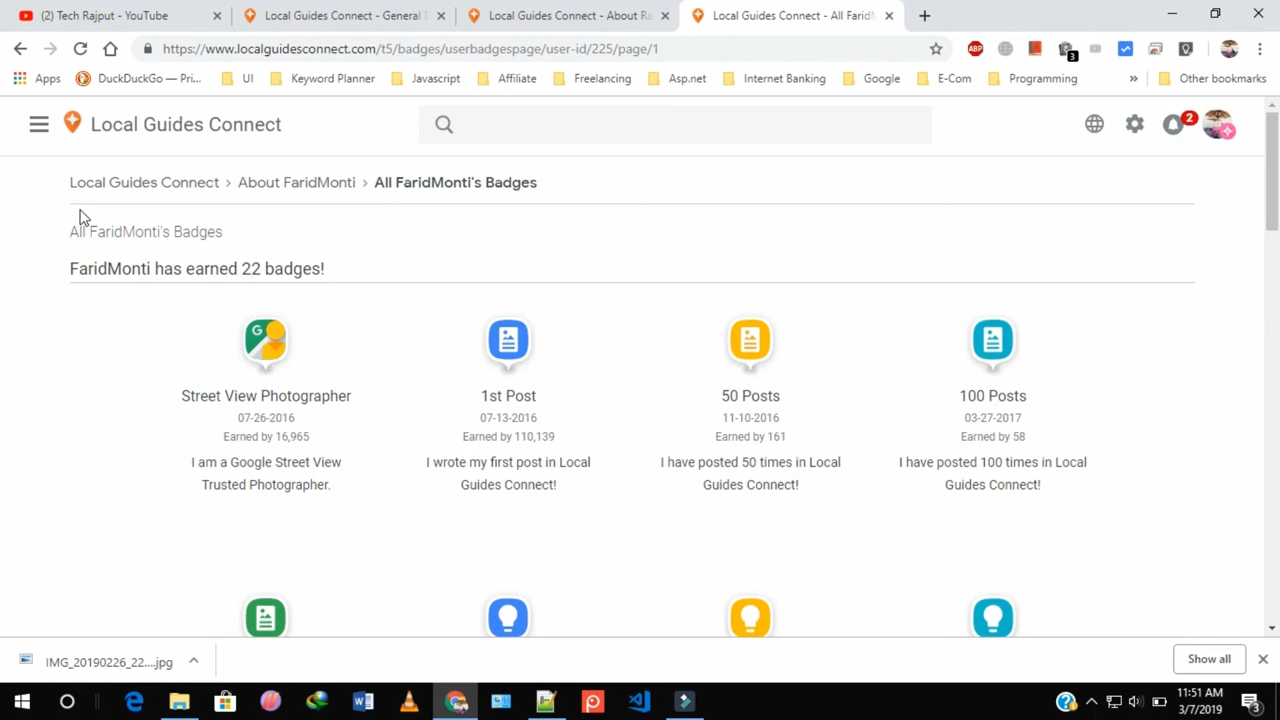 (2) Tech Rajput - YouTube
Local Guides Connect - General D
Local Guides Connect - About Ra
Local Guides Connect - All FaridM
https://www.localguidesconnect.com/t5/badges/userbadgespage/user-id/225/page/1
ABP
3
Apps
DuckDuckGo — Pri...
UI
Keyword Planner
Javascript
Affiliate
Freelancing
Asp.net
Internet Banking
Google
E-Com
Programming
»
Other bookmarks
Local Guides Connect
2
Local Guides Connect › About FaridMonti › All FaridMonti's Badges
All FaridMonti's Badges
FaridMonti has earned 22 badges!
G
Street View Photographer
07-26-2016
Earned by 16,965
I am a Google Street View
Trusted Photographer.
1st Post
07-13-2016
Earned by 110,139
I wrote my first post in Local
Guides Connect!
50 Posts
11-10-2016
Earned by 161
I have posted 50 times in Local
Guides Connect!
100 Posts
03-27-2017
Earned by 58
I have posted 100 times in Local
Guides Connect!
IMG_20190226_22....jpg
Show all
11:51 AM
3/7/2019
3